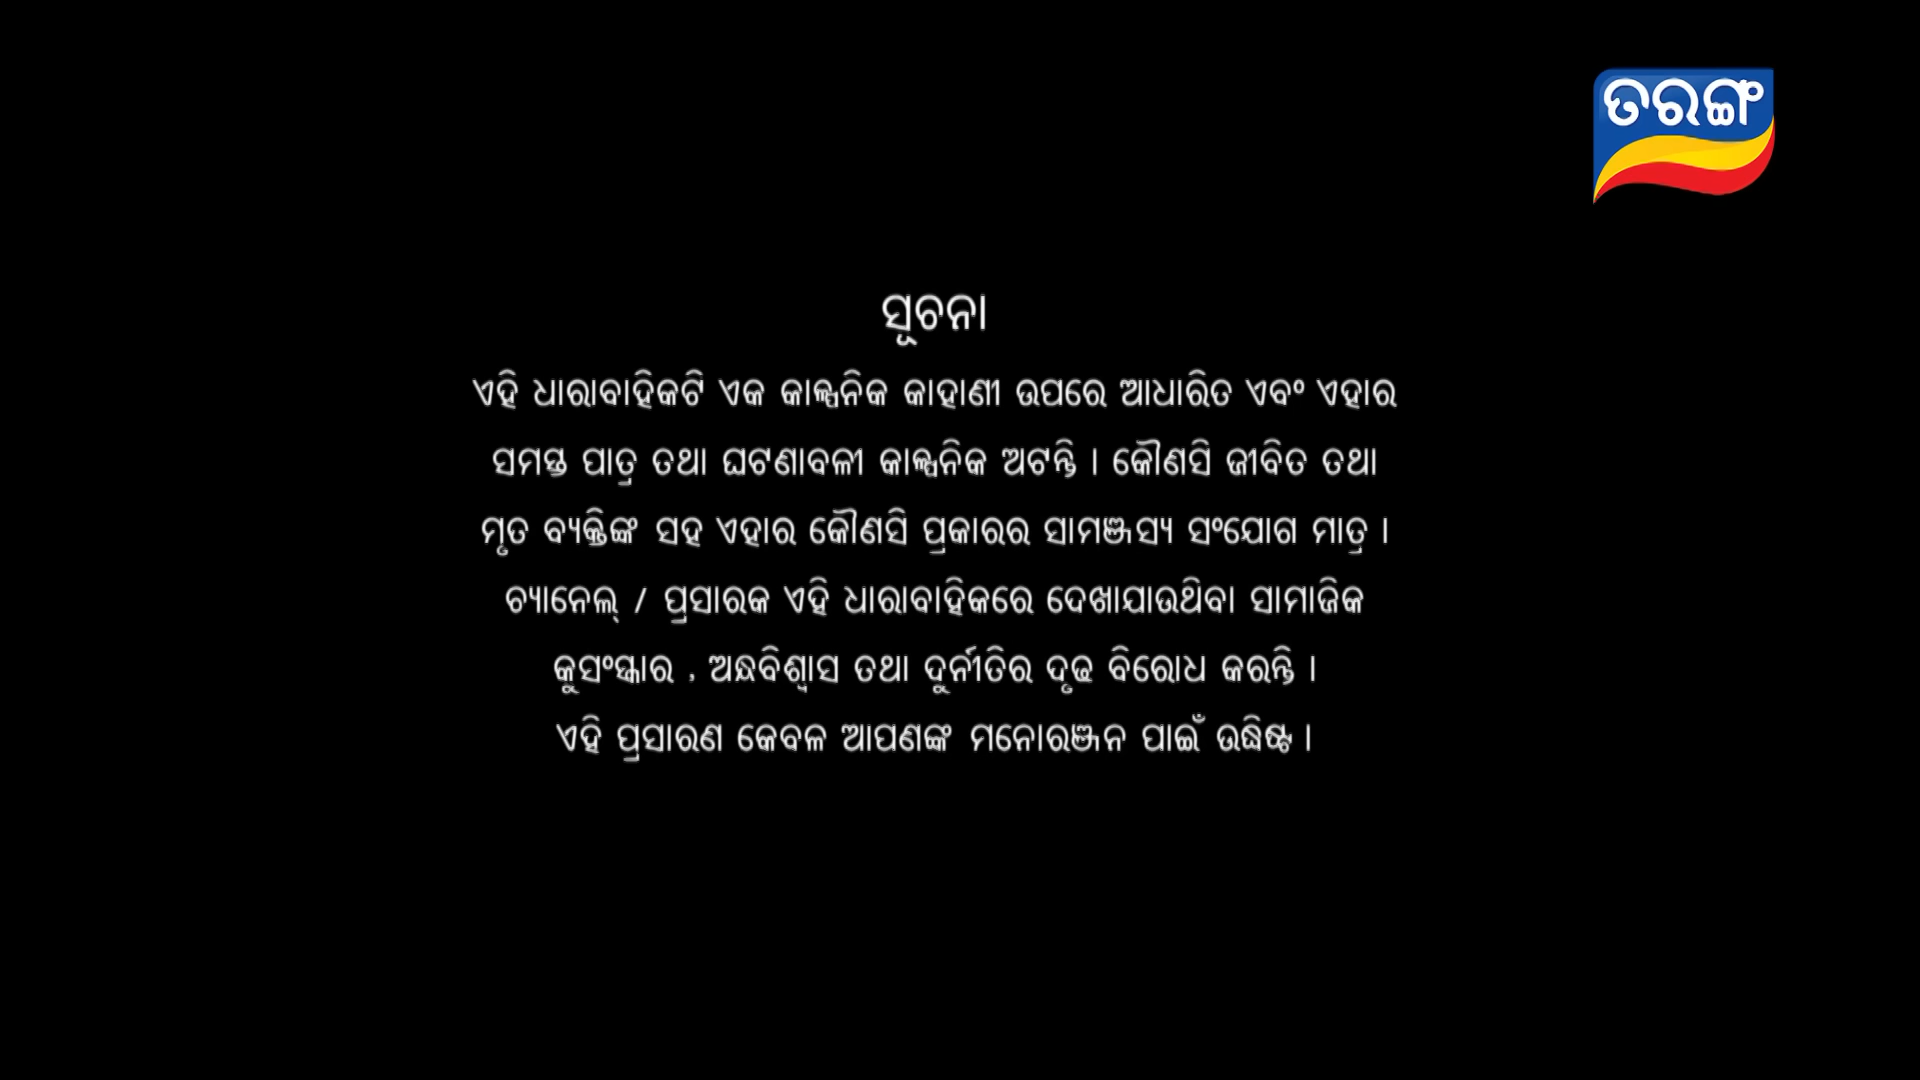 ତରଙ୍ଗ
ସୂଚନା
ଏହି ଧାରାବାହିକଟି ଏକ କାଳ୍ପନିକ କାହାଣୀ ଉପରେ ଆଧାରିତ ଏବଂ ଏହାର
ସମସ୍ତ ପାତ୍ର ତଥା ଘଟଣାବଳୀ କାଳ୍ପନିକ ଅଟନ୍ତି । କୌଣସି ଜୀବିତ ତଥା
ମୃତ ବ୍ୟକ୍ତିଙ୍କ ସହ ଏହାର କୌଣସି ପ୍ରକାରର ସାମଞ୍ଜସ୍ୟ ସଂଯୋଗ ମାତ୍ର ।
ଚ୍ୟାନେଲ୍ / ପ୍ରସାରକ ଏହି ଧାରାବାହିକରେ ଦେଖାଯାଉଥିବା ସାମାଜିକ
କୁସଂସ୍କାର , ଅନ୍ଧବିଶ୍ୱାସ ତଥା ଦୁର୍ନୀତିର ଦୃଢ ବିରୋଧ କରନ୍ତି ।
ଏହି ପ୍ରସାରଣ କେବଳ ଆପଣଙ୍କ ମନୋରଞ୍ଜନ ପାଇଁ ଉଦ୍ଧିଷ୍ଟ ।